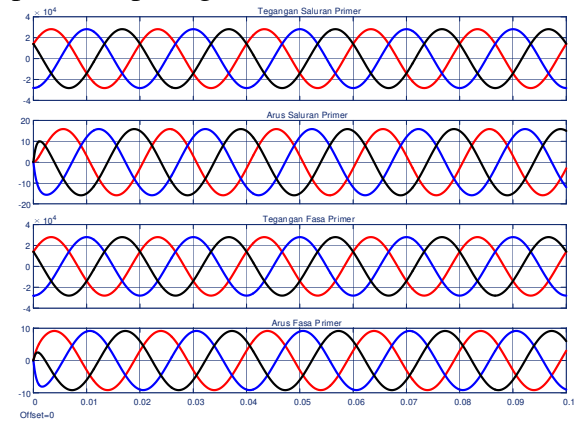 Tegangan Saluran Primer
4 × 10⁴
2
0
-2
-4
Arus Saluran Primer
20
10
0
-10
-20
Tegangan Fasa Primer
4 × 10⁴
2
0
-2
-4
Arus Fasa Primer
10
0
-10
0 0.01 0.02 0.03 0.04 0.05 0.06 0.07 0.08 0.09 0.1
Offset=0